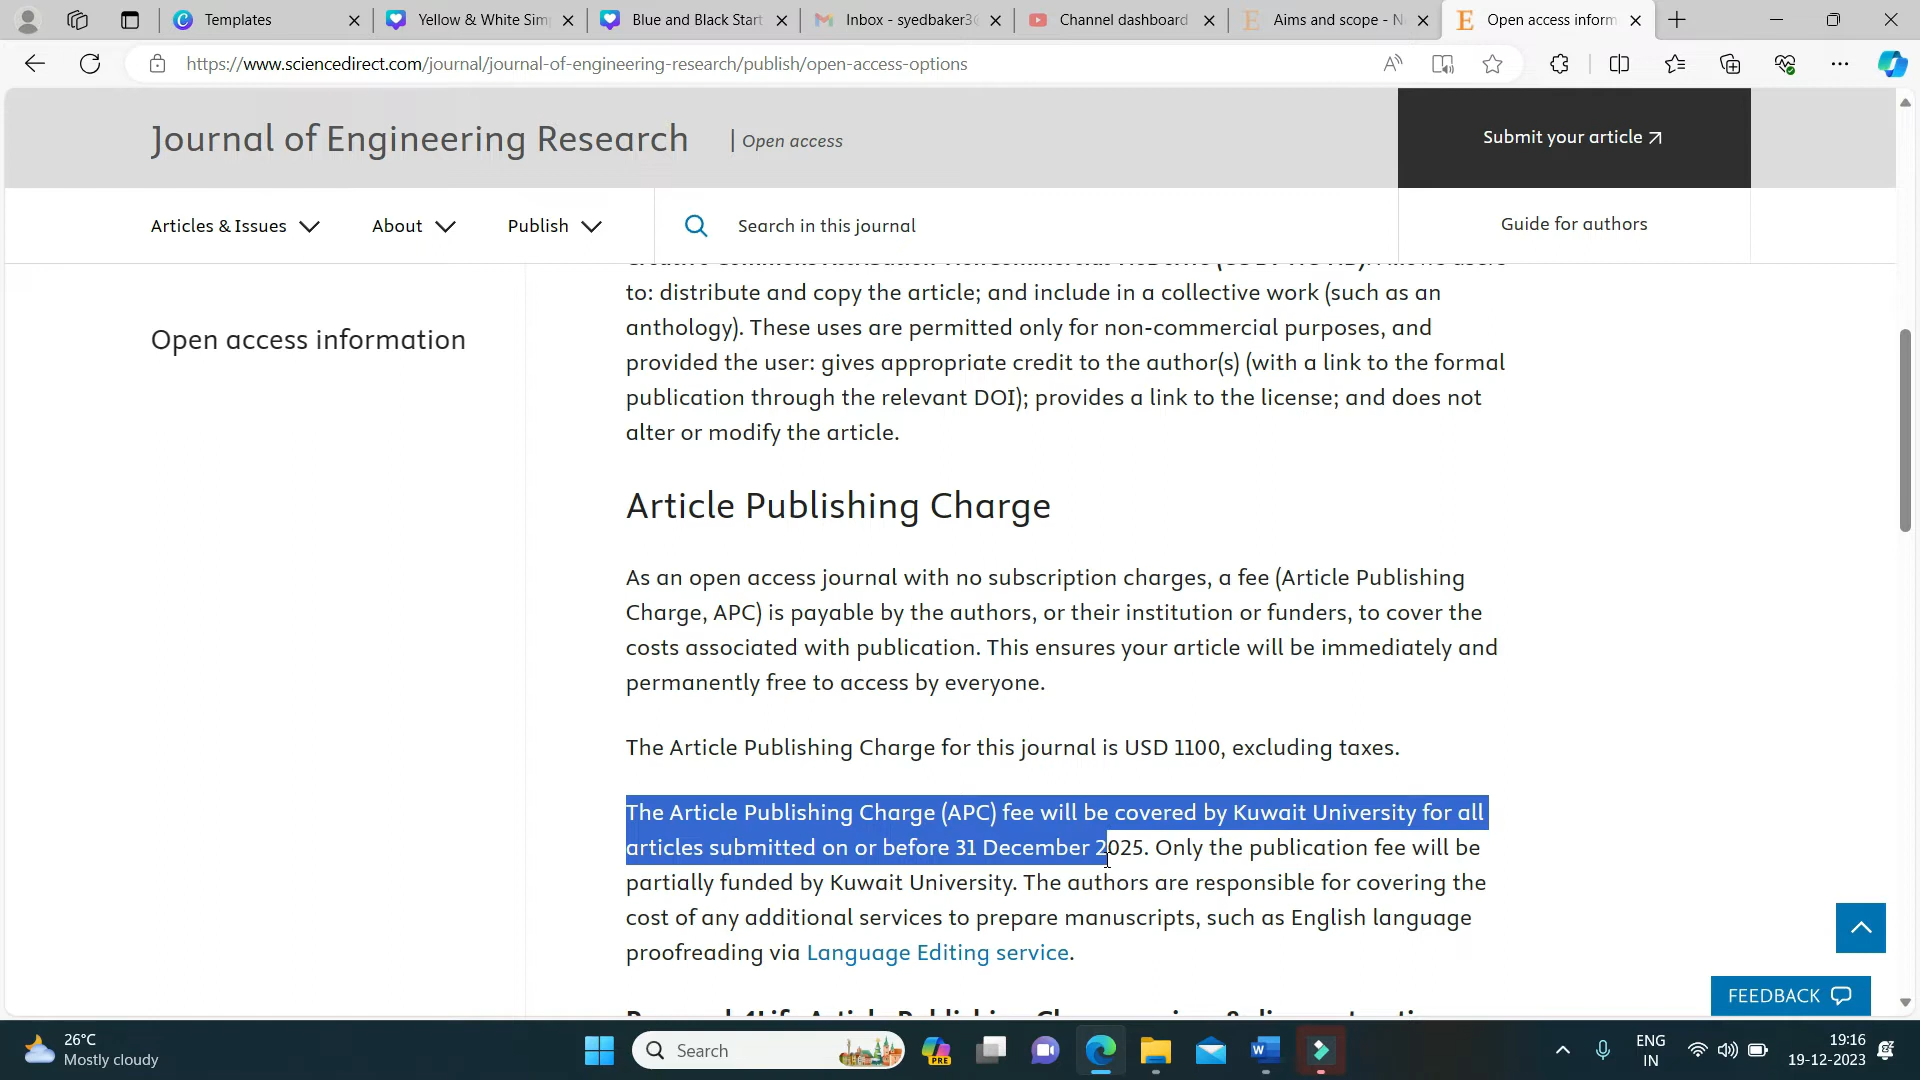 Templates
Yellow & White Sim
Blue and Black Start
Inbox - syedbaker3@
Channel dashboard
Aims and scope - N
Open access inform
https://www.sciencedirect.com/journal/journal-of-engineering-research/publish/open-access-options
Journal of Engineering Research
Open access
Submit your article
Articles & Issues
About
Publish
Search in this journal
Guide for authors
Open access information
to: distribute and copy the article; and include in a collective work (such as an
anthology). These uses are permitted only for non-commercial purposes, and
provided the user: gives appropriate credit to the author(s) (with a link to the formal
publication through the relevant DOI); provides a link to the license; and does not
alter or modify the article.
Article Publishing Charge
As an open access journal with no subscription charges, a fee (Article Publishing
Charge, APC) is payable by the authors, or their institution or funders, to cover the
costs associated with publication. This ensures your article will be immediately and
permanently free to access by everyone.
The Article Publishing Charge for this journal is USD 1100, excluding taxes.
The Article Publishing Charge (APC) fee will be covered by Kuwait University for all
articles submitted on or before 31 December 2025. Only the publication fee will be
partially funded by Kuwait University. The authors are responsible for covering the
cost of any additional services to prepare manuscripts, such as English language
proofreading via Language Editing service.
FEEDBACK
26°C
Mostly cloudy
Search
PRE
ENG
IN
19:16
19-12-2023